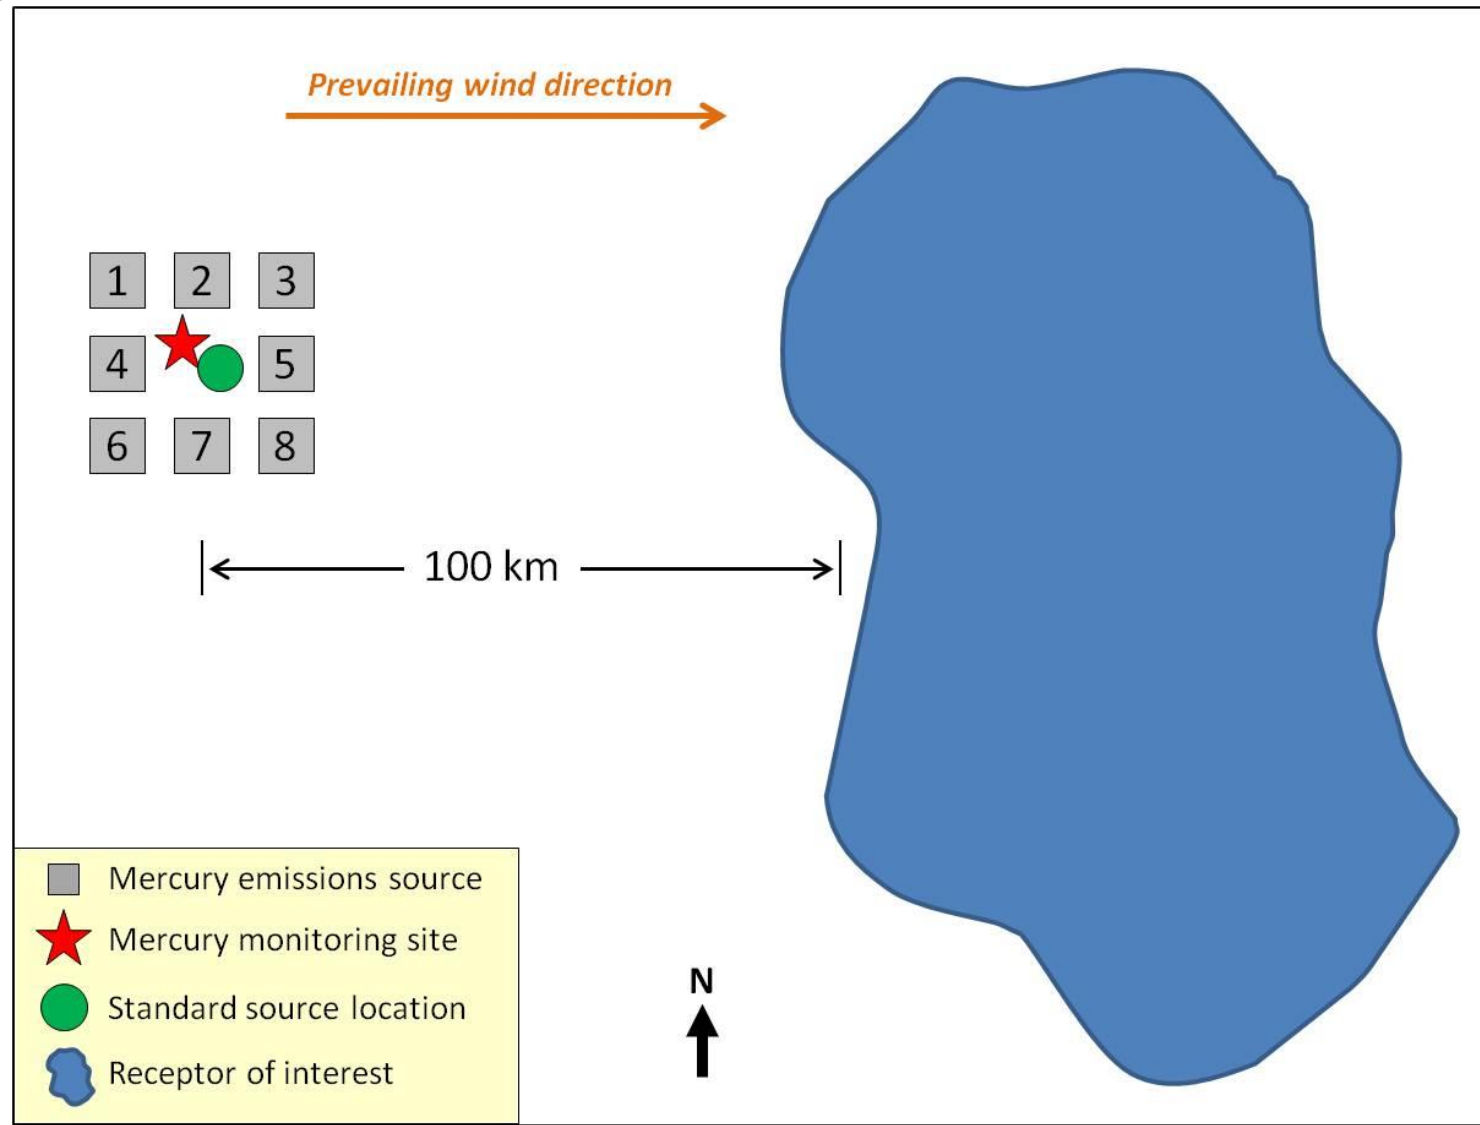 Prevailing wind direction
1 2 3
4 5
6 7 8
100 km
Mercury emissions source
Mercury monitoring site
Standard source location
Receptor of interest
N